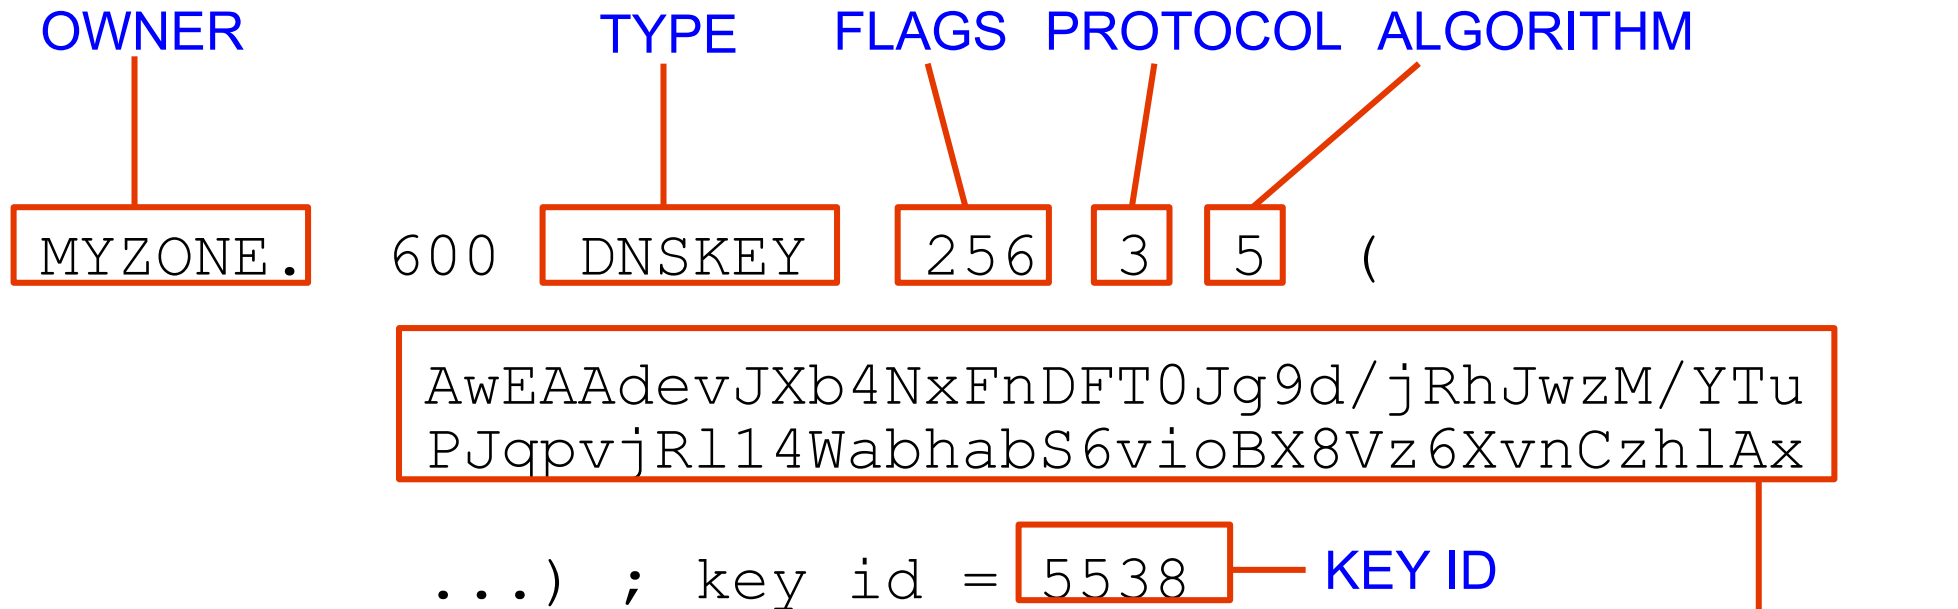 OWNER TYPE FLAGS PROTOCOL ALGORITHM
MYZONE. 600 DNSKEY 256 3 5 (
AwEAAdevJXb4NxFnDFT0Jg9d/jRhJwzM/YTu
PJqpvjRl14WabhabS6vioBX8Vz6XvnCzhlAx
...) ; key id = 5538 KEY ID